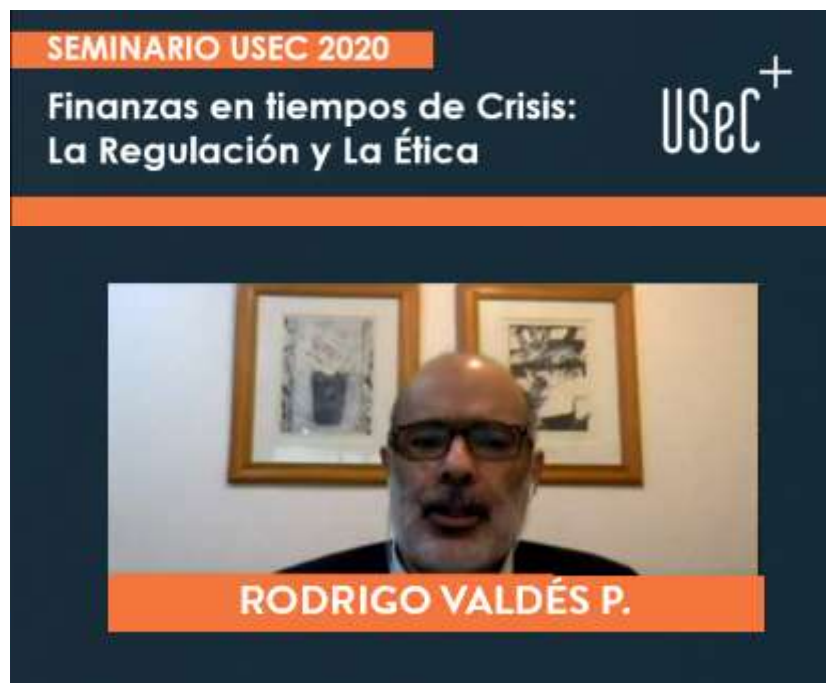 SEMINARIO USEC 2020
Finanzas en tiempos de Crisis:
La Regulación y La Ética
USeC+
RODRIGO VALDÉS P.